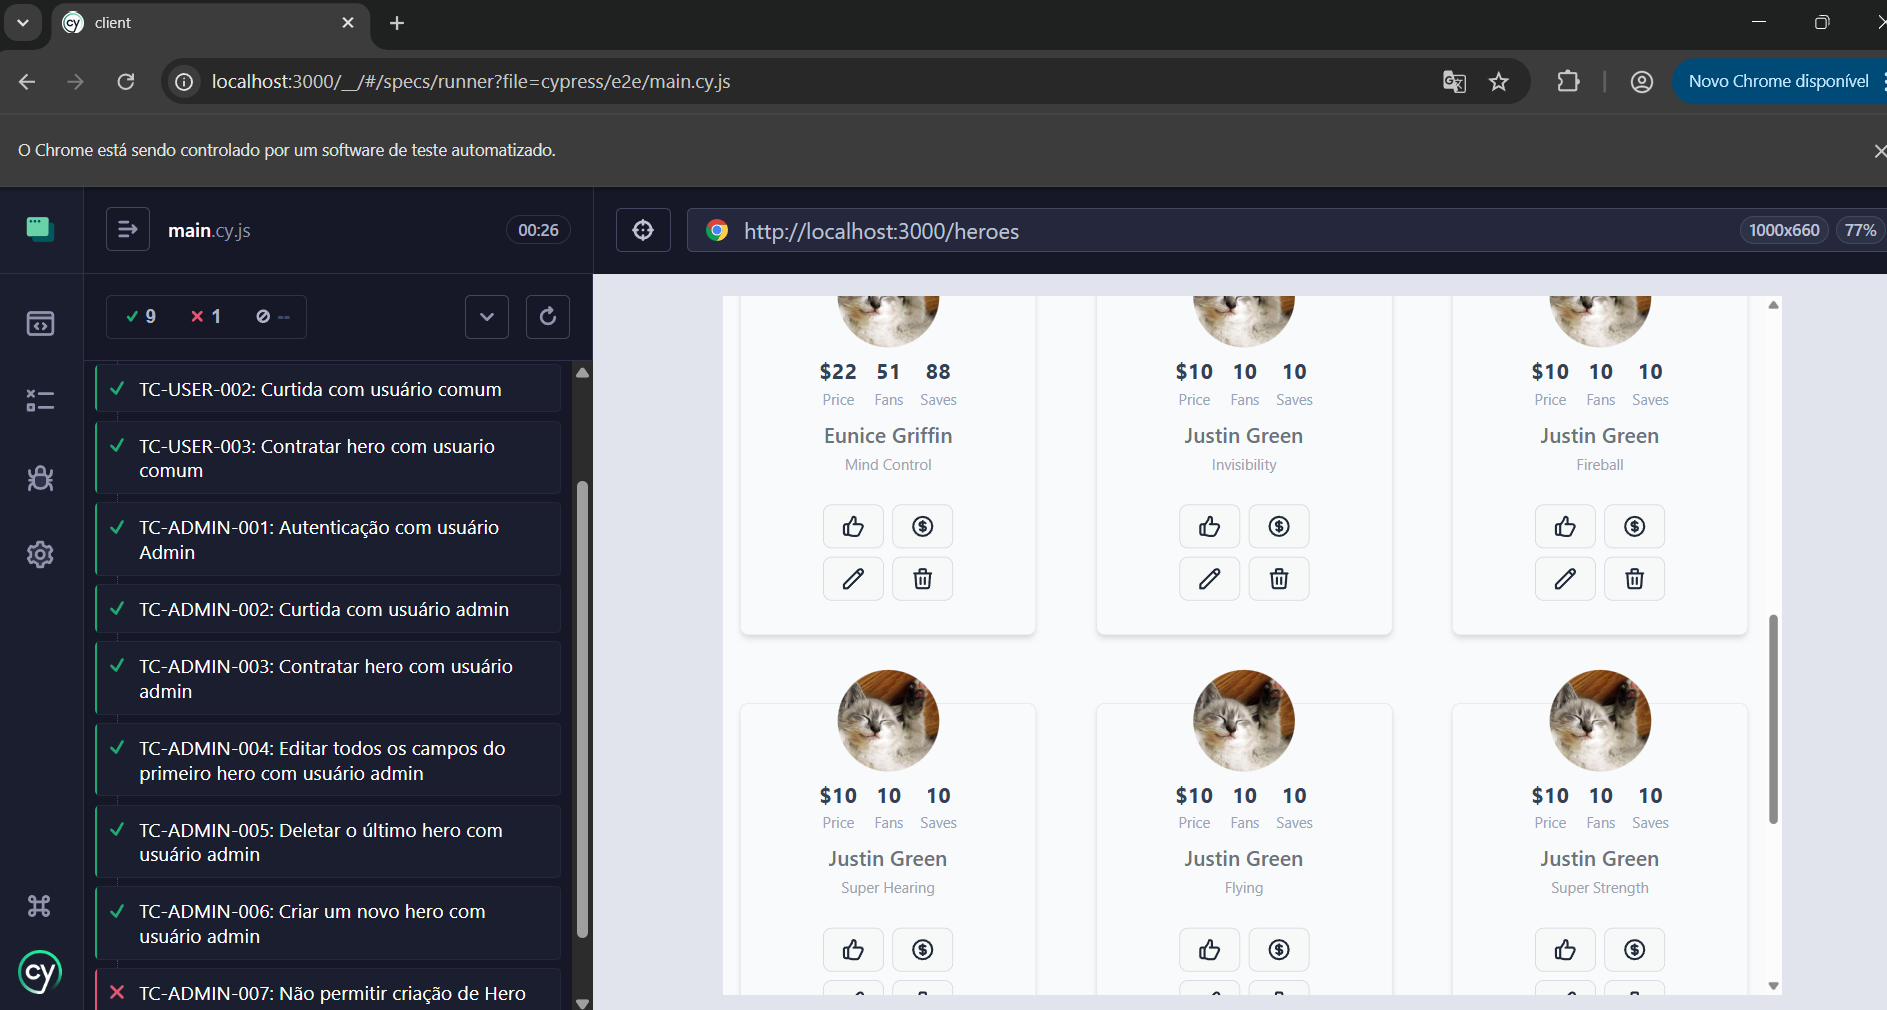 client
localhost:3000/__/#/specs/runner?file=cypress/e2e/main.cy.js
Novo Chrome disponível
O Chrome está sendo controlado por um software de teste automatizado.
main.cy.js
00:26
http://localhost:3000/heroes
1000x660
77%
9
1
--
TC-USER-002: Curtida com usuário comum
TC-USER-003: Contratar hero com usuario
comum
TC-ADMIN-001: Autenticação com usuário
Admin
TC-ADMIN-002: Curtida com usuário admin
TC-ADMIN-003: Contratar hero com usuário
admin
TC-ADMIN-004: Editar todos os campos do
primeiro hero com usuário admin
TC-ADMIN-005: Deletar o último hero com
usuário admin
TC-ADMIN-006: Criar um novo hero com
usuário admin
TC-ADMIN-007: Não permitir criação de Hero
cy
$22 51 88
Price Fans Saves
Eunice Griffin
Mind Control
$10 10 10
Price Fans Saves
Justin Green
Invisibility
$10 10 10
Price Fans Saves
Justin Green
Fireball
$10 10 10
Price Fans Saves
Justin Green
Super Hearing
$10 10 10
Price Fans Saves
Justin Green
Flying
$10 10 10
Price Fans Saves
Justin Green
Super Strength